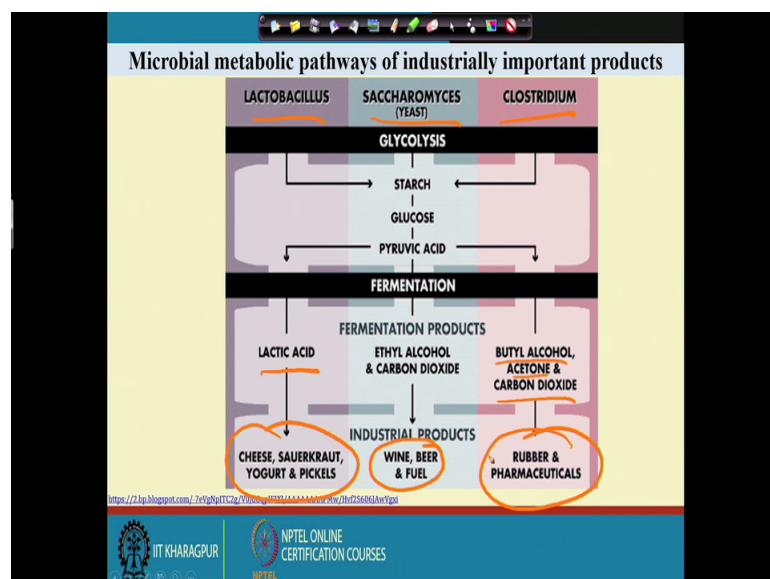 Microbial metabolic pathways of industrially important products
LACTOBACILLUS
SACCHAROMYCES
(YEAST)
CLOSTRIDIUM
GLYCOLYSIS
STARCH
GLUCOSE
PYRUVIC ACID
FERMENTATION
FERMENTATION PRODUCTS
LACTIC ACID
ETHYL ALCOHOL
& CARBON DIOXIDE
BUTYL ALCOHOL,
ACETONE &
CARBON DIOXIDE
INDUSTRIAL PRODUCTS
CHEESE, SAUERKRAUT,
YOGURT & PICKELS
WINE, BEER
& FUEL
RUBBER &
PHARMACEUTICALS
IIT KHARAGPUR
NPTEL ONLINE
CERTIFICATION COURSES
NPTEL